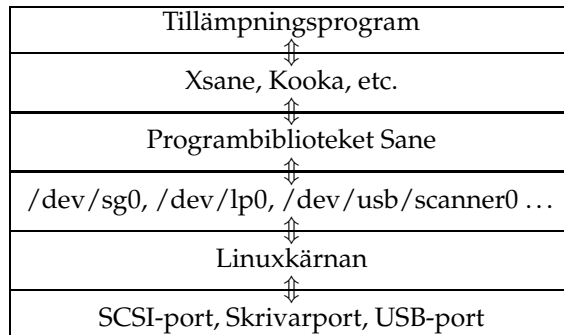 Tillämpningsprogram
⇕
Xsane, Kooka, etc.
⇕
Programbiblioteket Sane
⇕
/dev/sg0, /dev/lp0, /dev/usb/scanner0 …
⇕
Linuxkärnan
⇕
SCSI-port, Skrivarport, USB-port